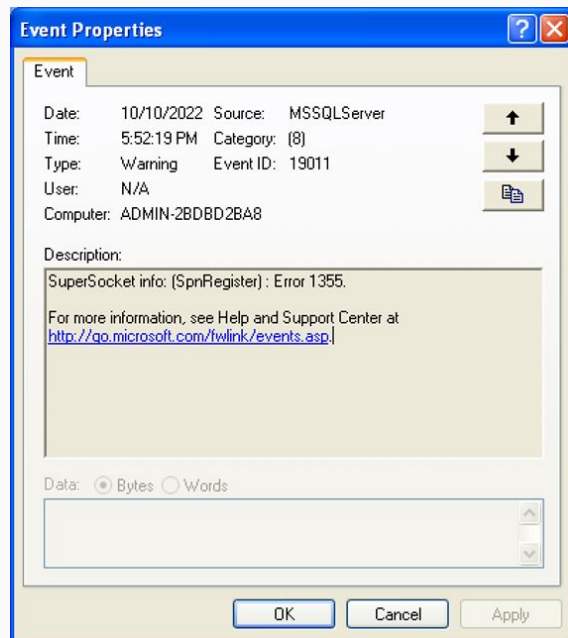 Event Properties
Event
Date: 10/10/2022 Source: MSSQLServer
Time: 5:52:19 PM Category: (8)
Type: Warning Event ID: 19011
User: N/A
Computer: ADMIN-2BDBD2BA8
Description:
SuperSocket info: (SpnRegister) : Error 1355.
For more information, see Help and Support Center at
http://go.microsoft.com/fwlink/events.asp.
Data: Bytes Words
OK Cancel Apply